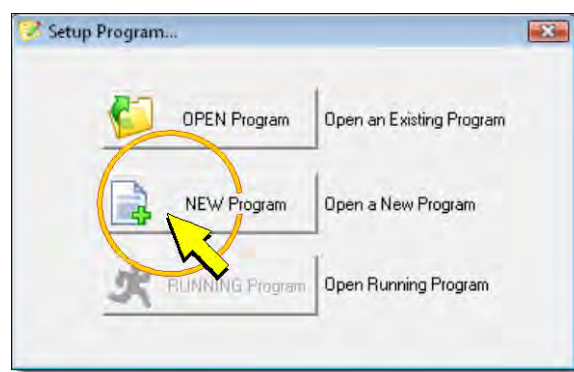 Setup Program...
OPEN Program Open an Existing Program
NEW Program Open a New Program
RUNNING Program Open Running Program